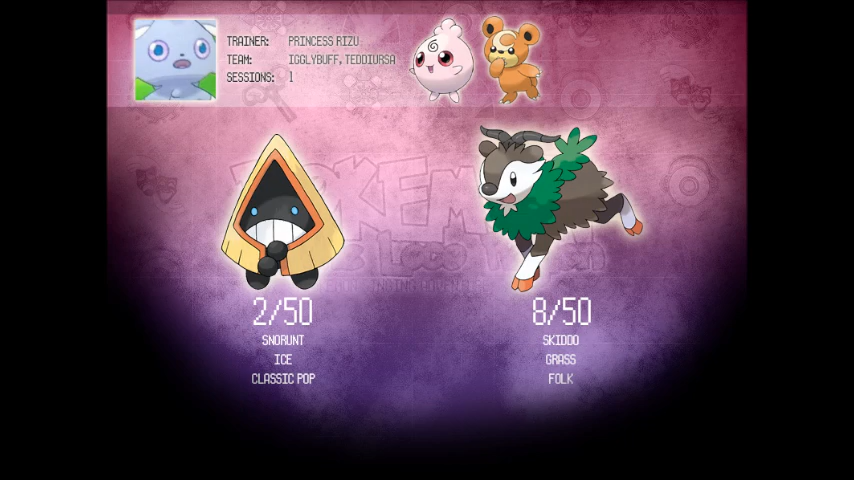 TRAINER: PRINCESS RIZU
TEAM: IGGLYBUFF, TEDDIURSA
SESSIONS: 1
2/50
SNORUNT
ICE
CLASSIC POP
8/50
SKIDDO
GRASS
FOLK